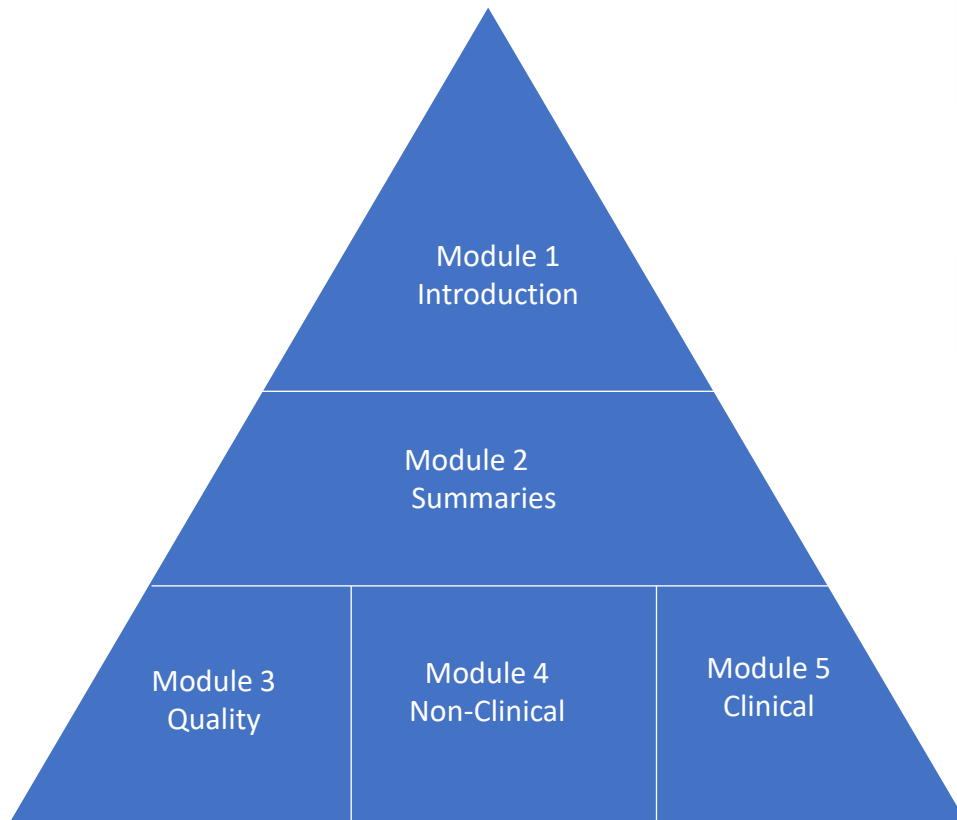 Module 1
Introduction
Module 2
Summaries
Module 3
Quality
Module 4
Non-Clinical
Module 5
Clinical